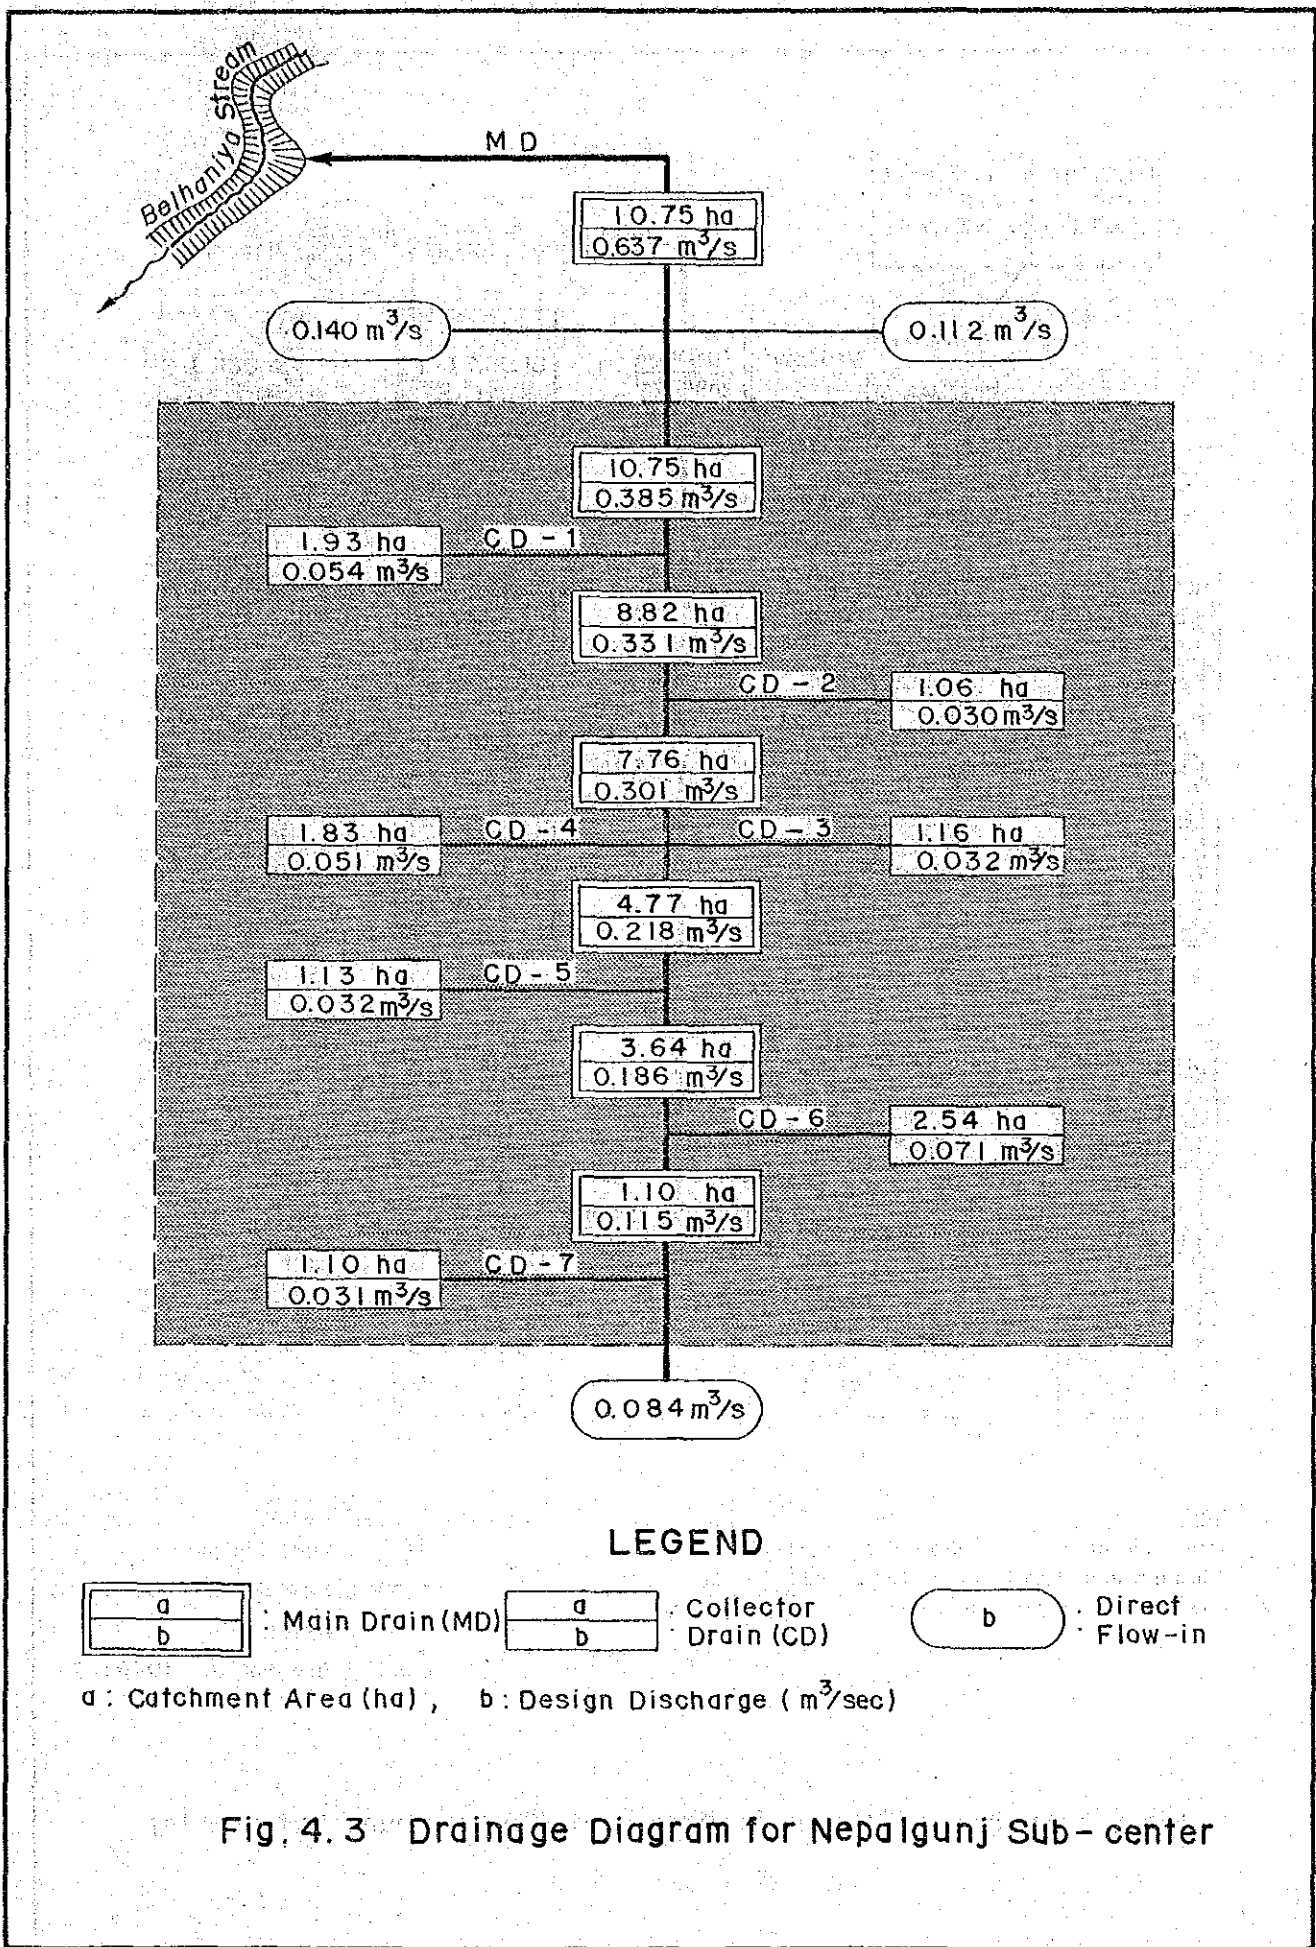 Belhaniya Stream
MD
10.75 ha
0.637 m³/s
0.140 m³/s
0.112 m³/s
10.75 ha
0.385 m³/s
1.93 ha
0.054 m³/s
CD-1
8.82 ha
0.331 m³/s
CD-2
1.06 ha
0.030 m³/s
7.76 ha
0.301 m³/s
1.83 ha
0.051 m³/s
CD-4
CD-3
1.16 ha
0.032 m³/s
4.77 ha
0.218 m³/s
1.13 ha
0.032 m³/s
CD-5
3.64 ha
0.186 m³/s
CD-6
2.54 ha
0.071 m³/s
1.10 ha
0.115 m³/s
1.10 ha
0.031 m³/s
CD-7
0.084 m³/s
LEGEND
a
b
: Main Drain (MD)
a
b
: Collector
Drain (CD)
b
: Direct
Flow-in
a : Catchment Area (ha) , b : Design Discharge ( m³/sec)
Fig. 4.3 Drainage Diagram for Nepalgunj Sub-center